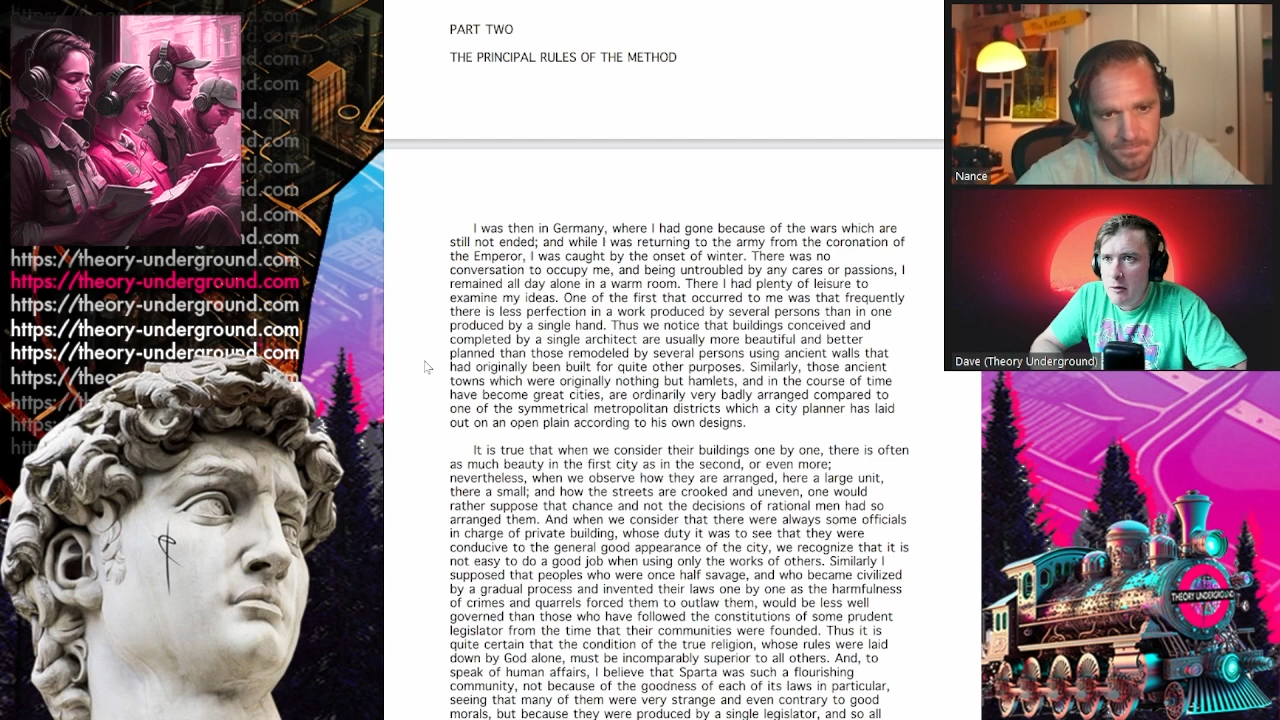 nd.com
nd.com
nd.com
nd.com
nd.com
nd.com
nd.com
nd.com
nd.com
https://theory-underground.com
https://theory-underground.com
https://theory-underground.com
https://theory-underground.com
https://theory-underground.com
https://theo
https:/
https:
htt
PART TWO
THE PRINCIPAL RULES OF THE METHOD
I was then in Germany, where I had gone because of the wars which are
still not ended; and while I was returning to the army from the coronation of
the Emperor, I was caught by the onset of winter. There was no
conversation to occupy me, and being untroubled by any cares or passions, I
remained all day alone in a warm room. There I had plenty of leisure to
examine my ideas. One of the first that occurred to me was that frequently
there is less perfection in a work produced by several persons than in one
produced by a single hand. Thus we notice that buildings conceived and
completed by a single architect are usually more beautiful and better
planned than those remodeled by several persons using ancient walls that
had originally been built for quite other purposes. Similarly, those ancient
towns which were originally nothing but hamlets, and in the course of time
have become great cities, are ordinarily very badly arranged compared to
one of the symmetrical metropolitan districts which a city planner has laid
out on an open plain according to his own designs.
It is true that when we consider their buildings one by one, there is often
as much beauty in the first city as in the second, or even more;
nevertheless, when we observe how they are arranged, here a large unit,
there a small; and how the streets are crooked and uneven, one would
rather suppose that chance and not the decisions of rational men had so
arranged them. And when we consider that there were always some officials
in charge of private building, whose duty it was to see that they were
conducive to the general good appearance of the city, we recognize that it is
not easy to do a good job when using only the works of others. Similarly I
supposed that peoples who were once half savage, and who became civilized
by a gradual process and invented their laws one by one as the harmfulness
of crimes and quarrels forced them to outlaw them, would be less well
governed than those who have followed the constitutions of some prudent
legislator from the time that their communities were founded. Thus it is
quite certain that the condition of the true religion, whose rules were laid
down by God alone, must be incomparably superior to all others. And, to
speak of human affairs, I believe that Sparta was such a flourishing
community, not because of the goodness of each of its laws in particular,
seeing that many of them were very strange and even contrary to good
morals, but because they were produced by a single legislator, and so all
Nance
Dave (Theory Underground)
THEORY UNDERGROUND